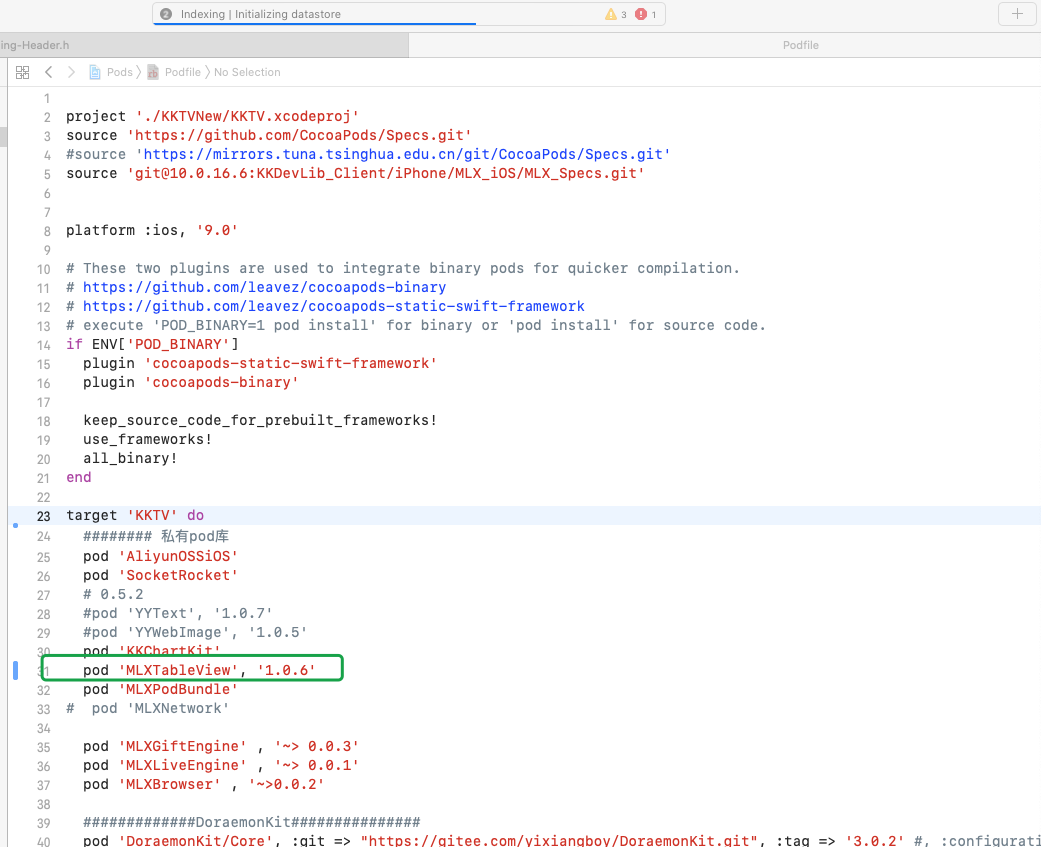 2 Indexing | Initializing datastore 3 1
ing-Header.h Podfile
Pods Podfile No Selection
1
2 project './KKTVNew/KKTV.xcodeproj'
3 source 'https://github.com/CocoaPods/Specs.git'
4 #source 'https://mirrors.tuna.tsinghua.edu.cn/git/CocoaPods/Specs.git'
5 source 'git@10.0.16.6:KKDevLib_Client/iPhone/MLX_iOS/MLX_Specs.git'
6
7
8 platform :ios, '9.0'
9
10 # These two plugins are used to integrate binary pods for quicker compilation.
11 # https://github.com/leavez/cocoapods-binary
12 # https://github.com/leavez/cocoapods-static-swift-framework
13 # execute 'POD_BINARY=1 pod install' for binary or 'pod install' for source code.
14 if ENV['POD_BINARY']
15 plugin 'cocoapods-static-swift-framework'
16 plugin 'cocoapods-binary'
17
18 keep_source_code_for_prebuilt_frameworks!
19 use_frameworks!
20 all_binary!
21 end
22
23 target 'KKTV' do
24 ######## 私有pod库
25 pod 'AliyunOSSiOS'
26 pod 'SocketRocket'
27 # 0.5.2
28 #pod 'YYText', '1.0.7'
29 #pod 'YYWebImage', '1.0.5'
30 pod 'KKChartKit'
31 pod 'MLXTableView', '1.0.6'
32 pod 'MLXPodBundle'
33 # pod 'MLXNetwork'
34
35 pod 'MLXGiftEngine' , '~> 0.0.3'
36 pod 'MLXLiveEngine' , '~> 0.0.1'
37 pod 'MLXBrowser' , '~>0.0.2'
38
39 #############DoraemonKit###############
40 pod 'DoraemonKit/Core', :git => "https://gitee.com/yixiangboy/DoraemonKit.git", :tag => '3.0.2' #, :configurati